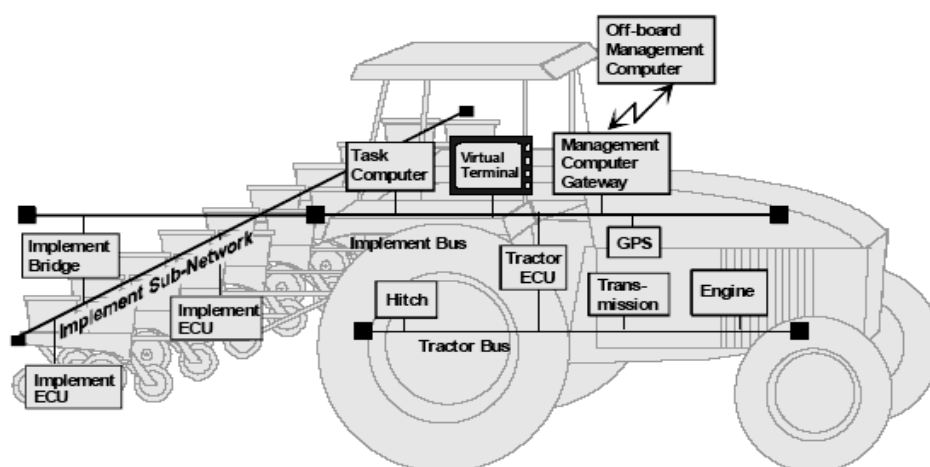 Off-board
Management
Computer
Task
Computer
Virtual
Terminal
Management
Computer
Gateway
Implement
Bridge
Implement Sub-Network
Implement Bus
Tractor
ECU
GPS
Implement
ECU
Hitch
Trans-
mission
Engine
Tractor Bus
Implement
ECU